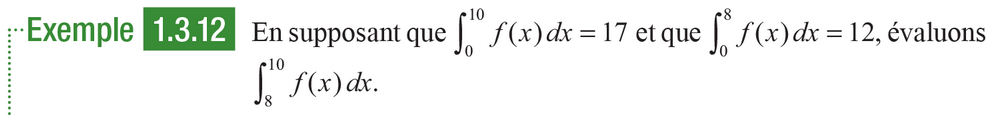 Exemple 1.3.12 En supposant que ∫₀¹⁰ f(x) dx = 17 et que ∫₀⁸ f(x) dx = 12, évaluons
∫₈¹⁰ f(x) dx.